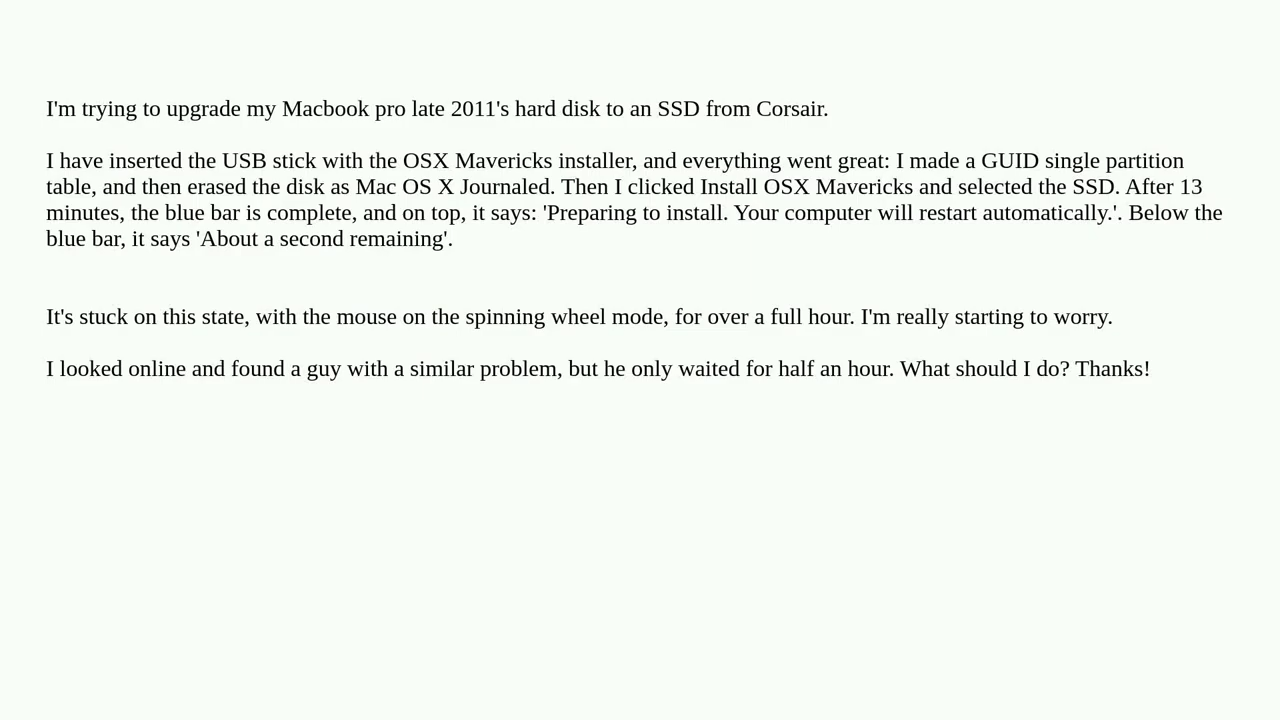 I'm trying to upgrade my Macbook pro late 2011's hard disk to an SSD from Corsair.
I have inserted the USB stick with the OSX Mavericks installer, and everything went great: I made a GUID single partition
table, and then erased the disk as Mac OS X Journaled. Then I clicked Install OSX Mavericks and selected the SSD. After 13
minutes, the blue bar is complete, and on top, it says: 'Preparing to install. Your computer will restart automatically.'. Below the
blue bar, it says 'About a second remaining'.
It's stuck on this state, with the mouse on the spinning wheel mode, for over a full hour. I'm really starting to worry.
I looked online and found a guy with a similar problem, but he only waited for half an hour. What should I do? Thanks!